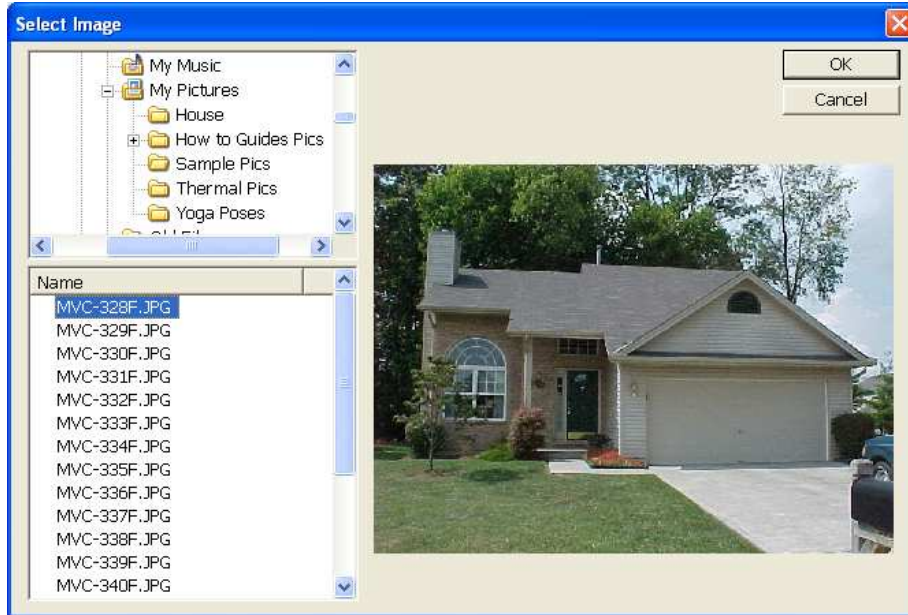 Select Image
My Music
My Pictures
House
How to Guides Pics
Sample Pics
Thermal Pics
Yoga Poses
OK
Cancel
Name
MVC-328F.JPG
MVC-329F.JPG
MVC-330F.JPG
MVC-331F.JPG
MVC-332F.JPG
MVC-333F.JPG
MVC-334F.JPG
MVC-335F.JPG
MVC-336F.JPG
MVC-337F.JPG
MVC-338F.JPG
MVC-339F.JPG
MVC-340F.JPG